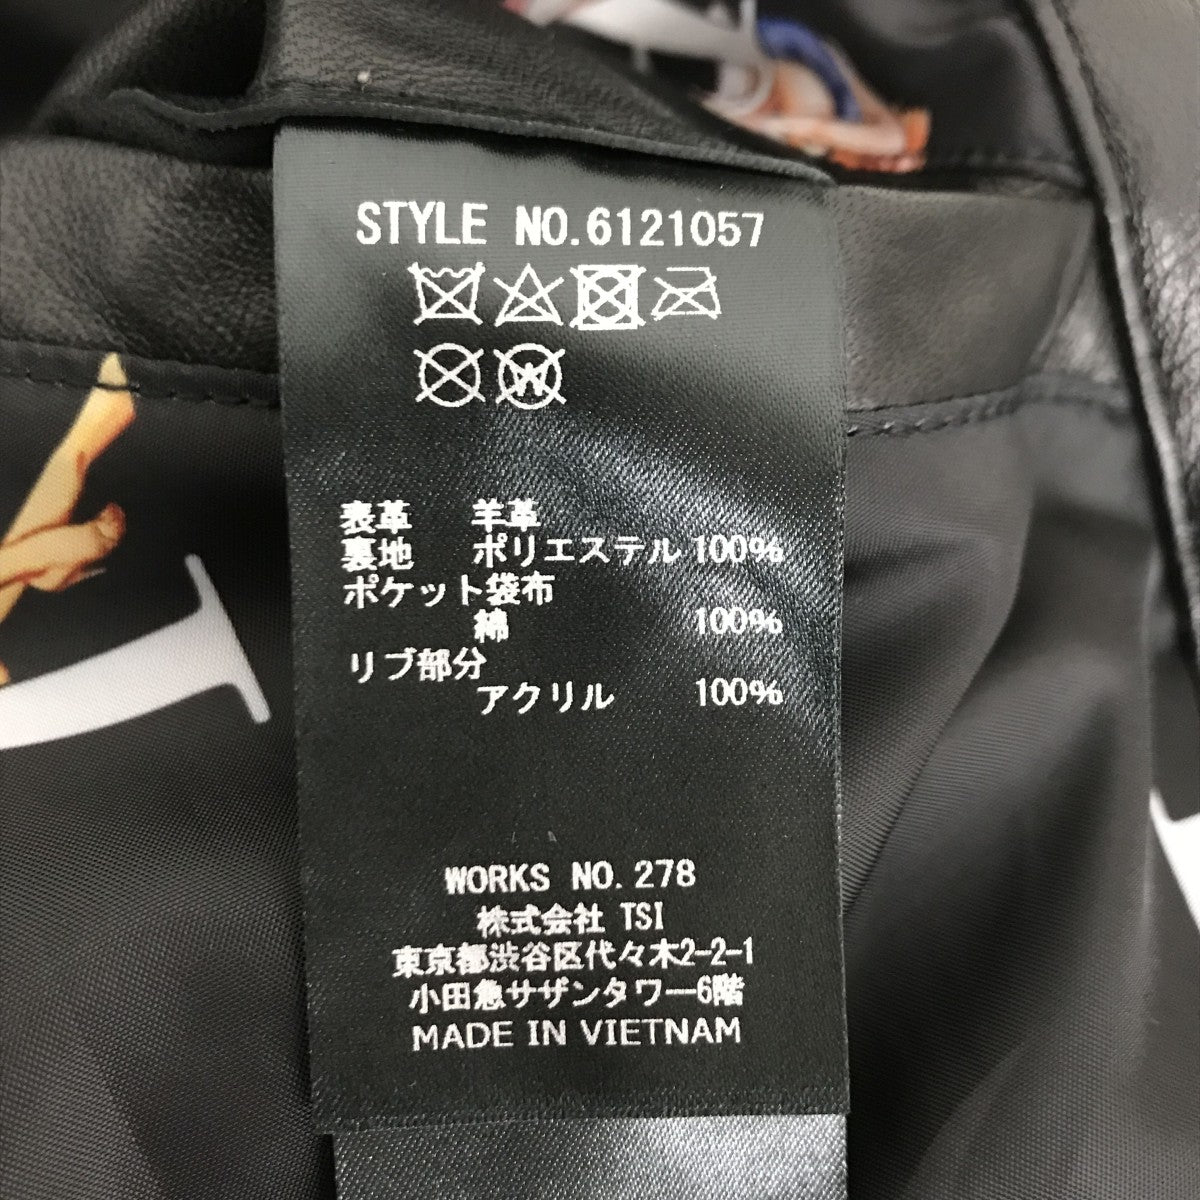 STYLE NO.6121057
W
表革 羊革
裏地 ポリエステル 100%
ポケット袋布
綿 100%
リブ部分
アクリル 100%
WORKS NO.278
株式会社 TSI
東京都渋谷区代々木2-2-1
小田急サザンタワー6階
MADE IN VIETNAM